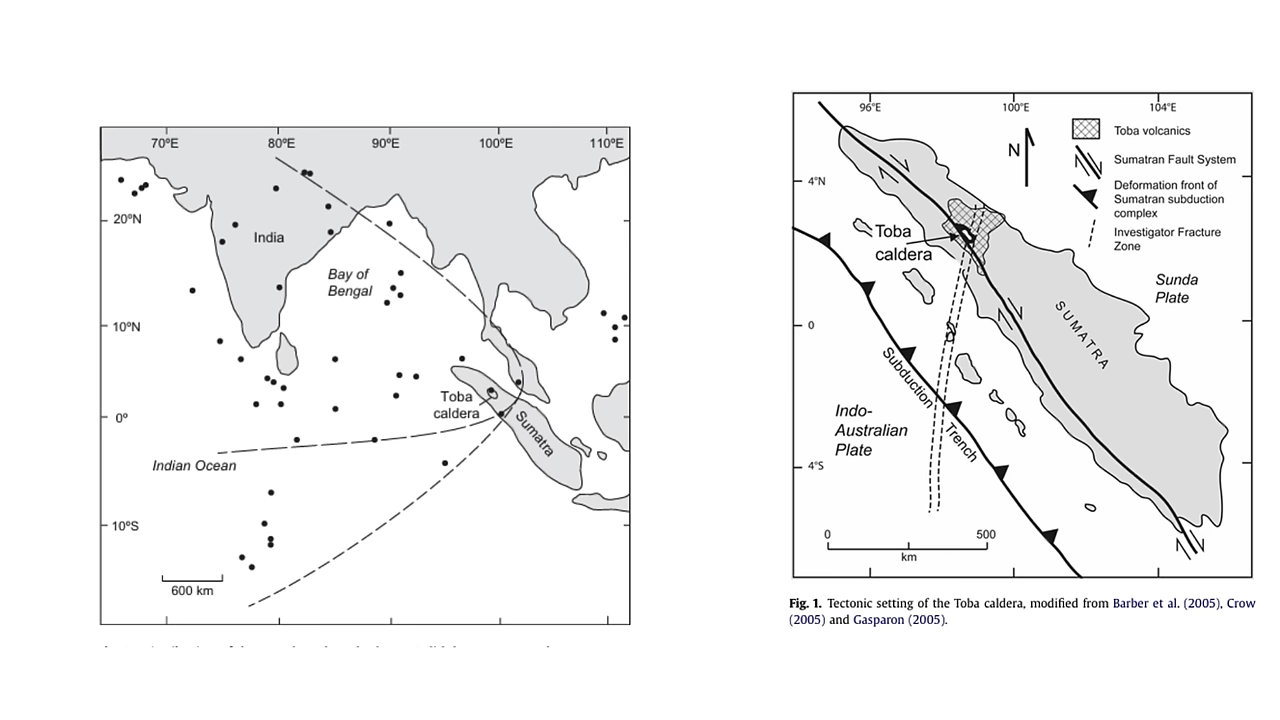 70ºE
80ºE
90ºE
100ºE
110ºE
20ºN
India
Bay of
Bengal
10ºN
Toba
caldera
0º
Sumatra
Indian Ocean
10ºS
600 km
96ºE
100ºE
104ºE
N
Toba volcanics
Sumatran Fault System
Deformation front of
Sumatran subduction
complex
Investigator Fracture
Zone
4ºN
Toba
caldera
Sunda
Plate
SUMATRA
0
Subduction
Trench
Indo-
Australian
Plate
4ºS
0
500
km
Fig. 1. Tectonic setting of the Toba caldera, modified from Barber et al. (2005), Crow
(2005) and Gasparon (2005).